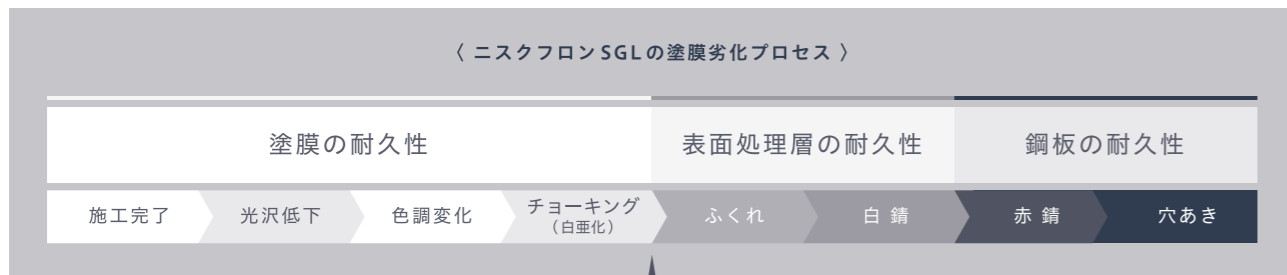 〈 ニスクフロンSGLの塗膜劣化プロセス 〉
塗膜の耐久性 表面処理層の耐久性 鋼板の耐久性
施工完了 光沢低下 色調変化 チョーキング ふくれ 白錆 赤錆 穴あき
（白亜化）